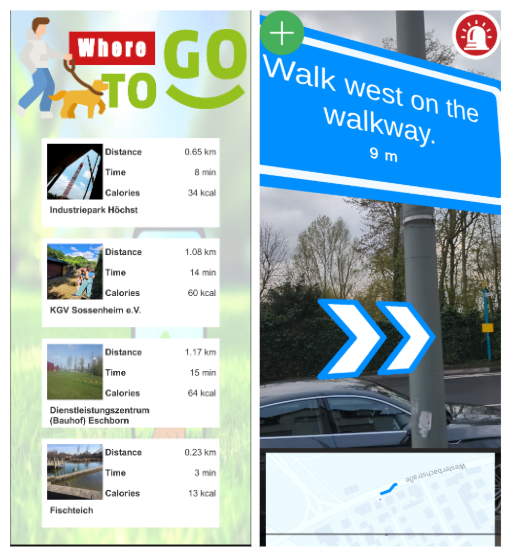 Where
TO GO
Distance 0.65 km
Time 8 min
Calories 34 kcal
Industriepark Höchst
Distance 1.08 km
Time 14 min
Calories 60 kcal
KGV Sossenheim e.V.
Distance 1.17 km
Time 15 min
Calories 64 kcal
Dienstleistungszentrum
(Bauhof) Eschborn
Distance 0.23 km
Time 3 min
Calories 13 kcal
Fischteich
Walk west on the
walkway.
9 m
Westerbachstraße